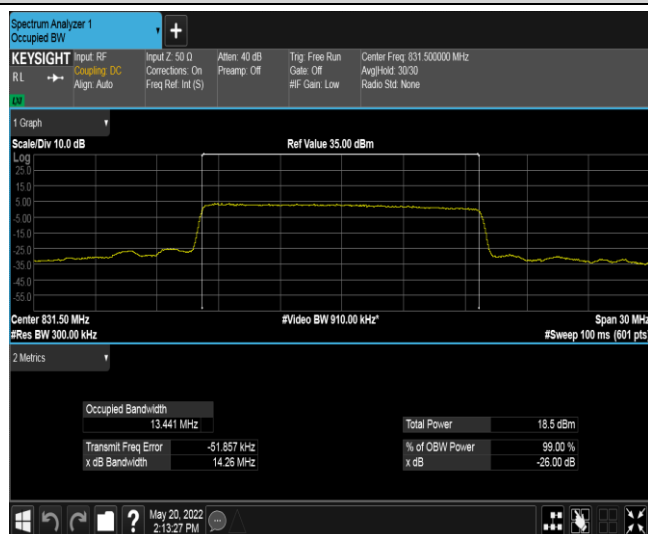 Spectrum Analyzer 1
Occupied BW
+
KEYSIGHT
RL
Input: RF
Coupling: DC
Align: Auto
Input Z: 50 Ω
Corrections: On
Freq Ref: Int (S)
Atten: 40 dB
Preamp: Off
Trig: Free Run
Gate: Off
#IF Gain: Low
Center Freq: 831.500000 MHz
Avg|Hold: 30/30
Radio Std: None
LXI
1 Graph
Scale/Div 10.0 dB
Ref Value 35.00 dBm
Log
25.0
15.0
5.00
-5.00
-15.0
-25.0
-35.0
-45.0
-55.0
Center 831.50 MHz
#Video BW 910.00 kHz*
Span 30 MHz
#Res BW 300.00 kHz
#Sweep 100 ms (601 pts)
2 Metrics
Occupied Bandwidth
13.441 MHz
Total Power 18.5 dBm
Transmit Freq Error -51.857 kHz
% of OBW Power 99.00 %
x dB Bandwidth 14.26 MHz
x dB -26.00 dB
?
May 20, 2022
2:13:27 PM